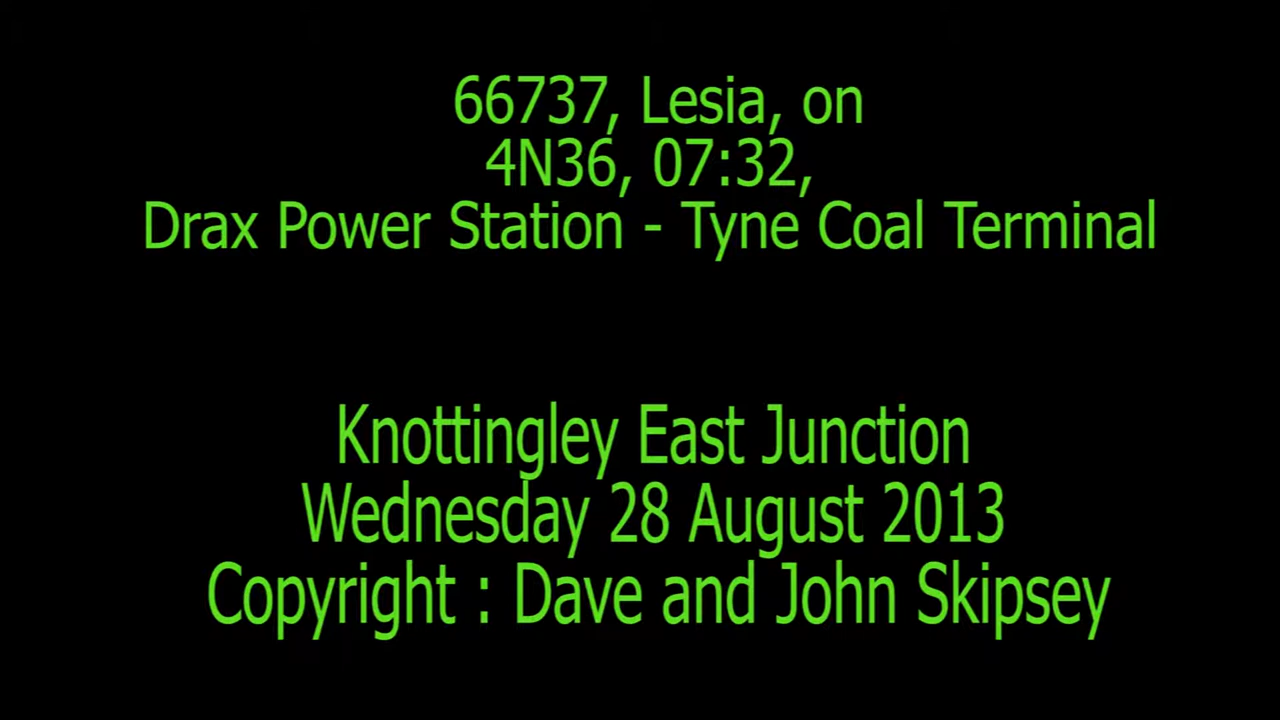 66737, Lesia, on
4N36, 07:32,
Drax Power Station - Tyne Coal Terminal
Knottingley East Junction
Wednesday 28 August 2013
Copyright : Dave and John Skipsey